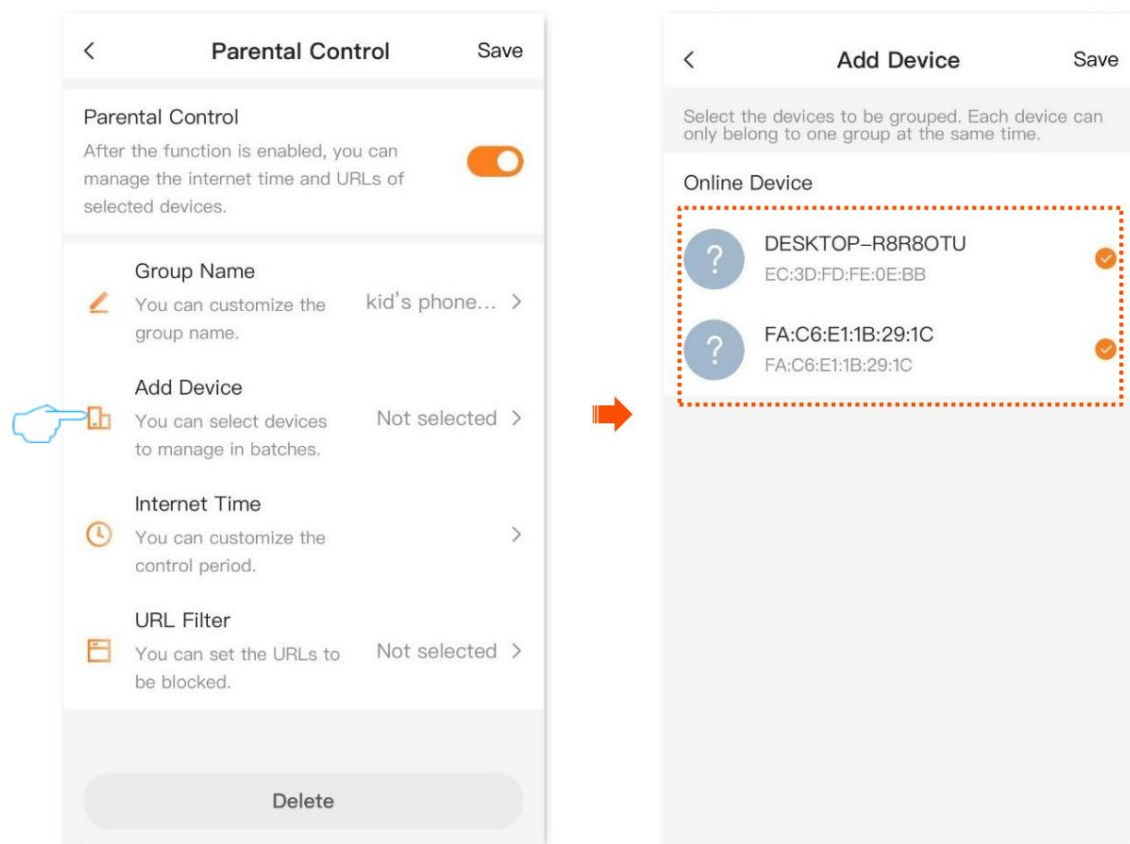 Parental Control
Save
Parental Control
After the function is enabled, you can
manage the internet time and URLs of
selected devices.
Group Name
You can customize the
group name.
kid's phone...
Add Device
You can select devices
to manage in batches.
Not selected
Internet Time
You can customize the
control period.
URL Filter
You can set the URLs to
be blocked.
Not selected
Delete
Add Device
Save
Select the devices to be grouped. Each device can
only belong to one group at the same time.
Online Device
DESKTOP-R8R8OTU
EC:3D:FD:FE:0E:BB
FA:C6:E1:1B:29:1C
FA:C6:E1:1B:29:1C